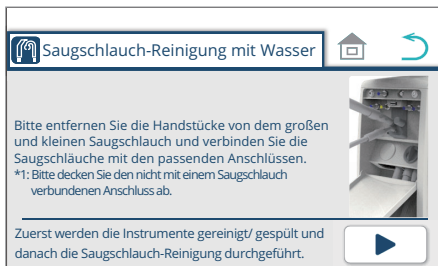 Saugschlauch-Reinigung mit Wasser
Bitte entfernen Sie die Handstücke von dem großen
und kleinen Saugschlauch und verbinden Sie die
Saugschläuche mit den passenden Anschlüssen.
*1: Bitte decken Sie den nicht mit einem Saugschlauch
verbundenen Anschluss ab.
Zuerst werden die Instrumente gereinigt/ gespült und
danach die Saugschlauch-Reinigung durchgeführt.